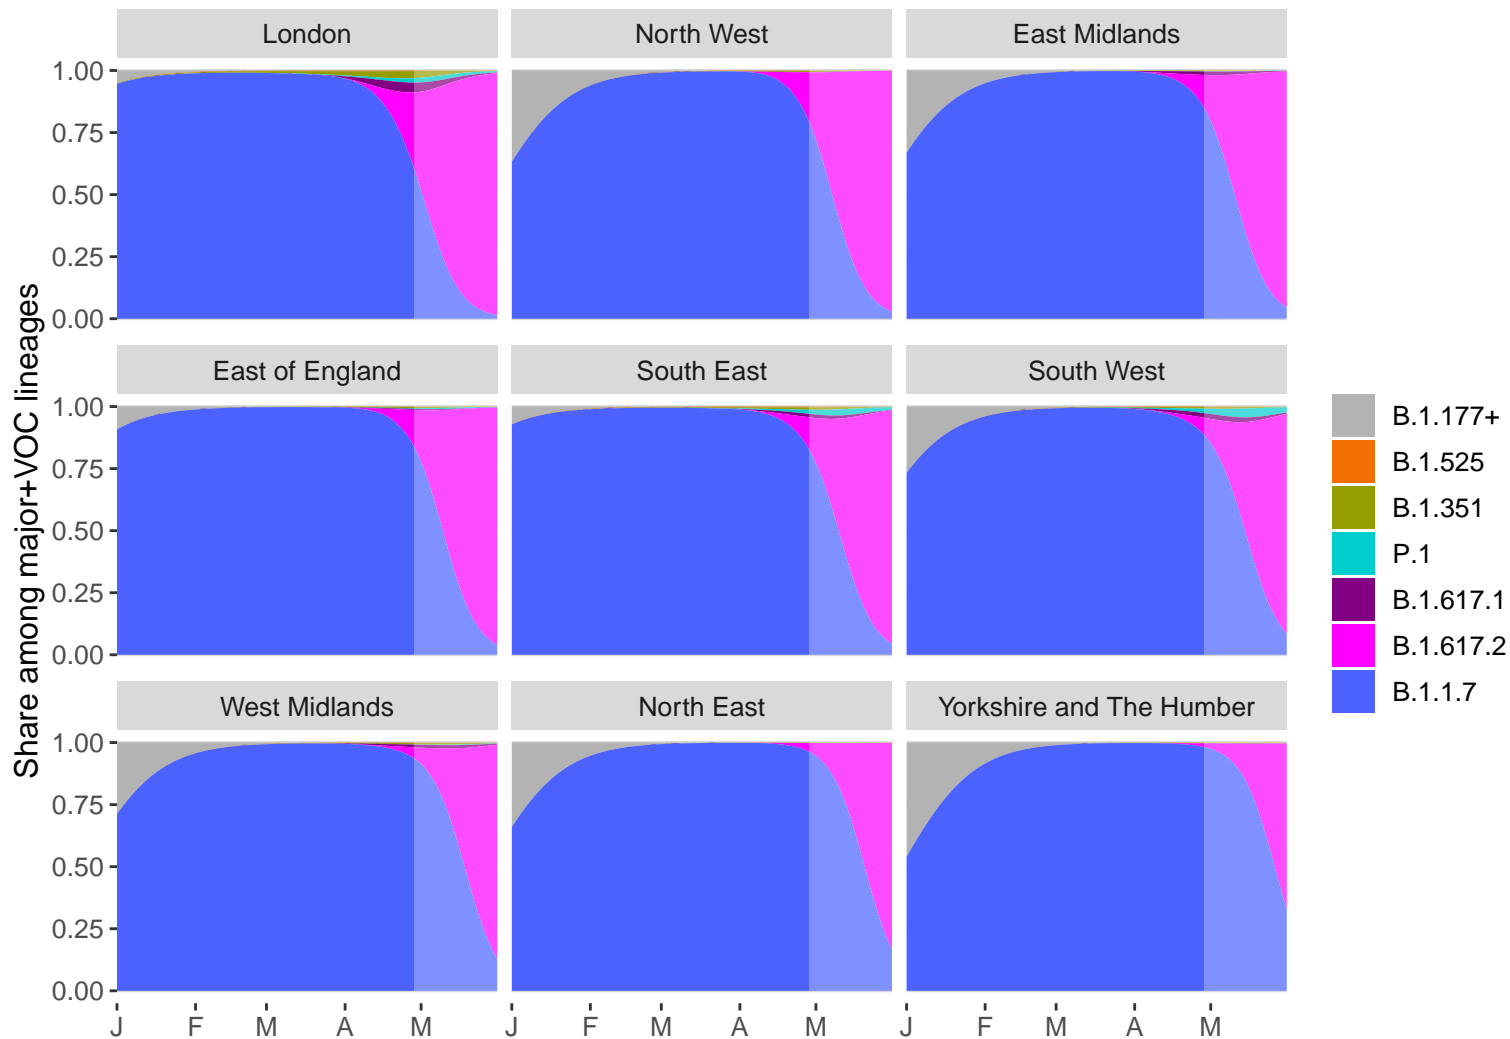 London
North West
East Midlands
1.00
0.75
0.50
0.25
0.00
East of England
South East
South West
1.00
0.75
0.50
0.25
0.00
West Midlands
North East
Yorkshire and The Humber
1.00
0.75
0.50
0.25
0.00
J F M A M
J F M A M
J F M A M
Share among major+VOC lineages
B.1.177+
B.1.525
B.1.351
P.1
B.1.617.1
B.1.617.2
B.1.1.7